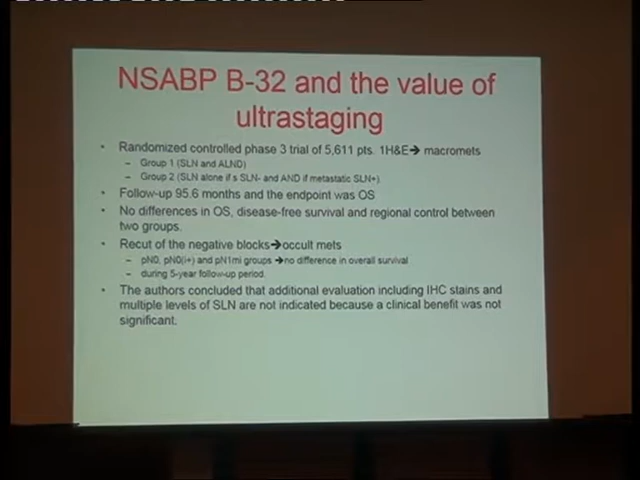 NSABP B-32 and the value of
ultrastaging
• Randomized controlled phase 3 trial of 5,611 pts. 1H&E➔ macromets
– Group 1 (SLN and ALND)
– Group 2 (SLN alone if s SLN- and AND if metastatic SLN+)
• Follow-up 95.6 months and the endpoint was OS
• No differences in OS, disease-free survival and regional control between
two groups.
• Recut of the negative blocks➔occult mets
– pN0, pN0(i+) and pN1mi groups ➔no difference in overall survival
– during 5-year follow-up period.
• The authors concluded that additional evaluation including IHC stains and
multiple levels of SLN are not indicated because a clinical benefit was not
significant.